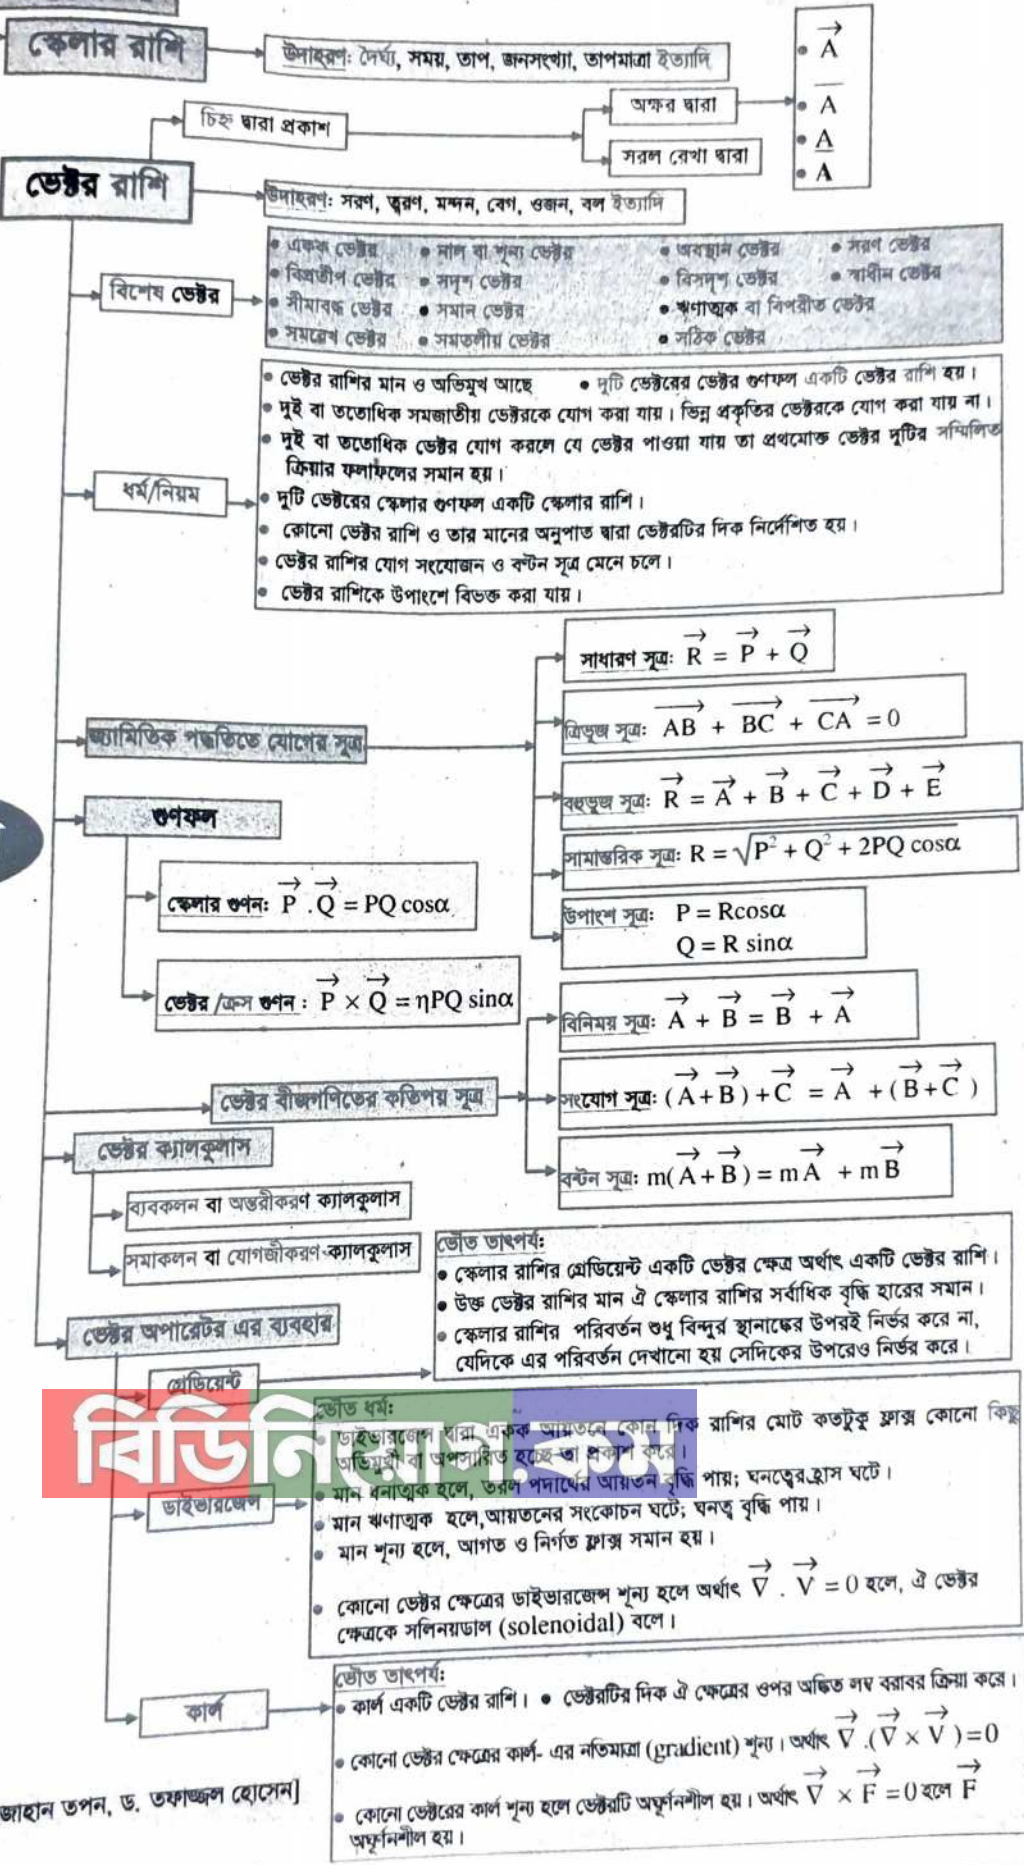 স্কেলার রাশি
উদাহরণ: দৈর্ঘ্য, সময়, তাপ, জনসংখ্যা, তাপমাত্রা ইত্যাদি
চিহ্ন দ্বারা প্রকাশ
অক্ষর দ্বারা
সরল রেখা দ্বারা
• A⃗
• A̅
• A̲
• A
ভেক্টর রাশি
উদাহরণ: সরণ, ত্বরণ, মন্দন, বেগ, ওজন, বল ইত্যাদি
বিশেষ ভেক্টর
• একক ভেক্টর • নাল বা শূন্য ভেক্টর • অবস্থান ভেক্টর • সরণ ভেক্টর
• বিপ্রতীপ ভেক্টর • সদৃশ ভেক্টর • বিসদৃশ ভেক্টর • স্বাধীন ভেক্টর
• সীমাবদ্ধ ভেক্টর • সমান ভেক্টর • ঋণাত্মক বা বিপরীত ভেক্টর
• সমরেখ ভেক্টর • সমতলীয় ভেক্টর • সঠিক ভেক্টর
ধর্ম/নিয়ম
• ভেক্টর রাশির মান ও অভিমুখ আছে • দুটি ভেক্টরের ভেক্টর গুণফল একটি ভেক্টর রাশি হয়।
• দুই বা ততোধিক সমজাতীয় ভেক্টরকে যোগ করা যায়। ভিন্ন প্রকৃতির ভেক্টরকে যোগ করা যায় না।
• দুই বা ততোধিক ভেক্টর যোগ করলে যে ভেক্টর পাওয়া যায় তা প্রথমোক্ত ভেক্টর দুটির সম্মিলিত
ক্রিয়ার ফলাফলের সমান হয়।
• দুটি ভেক্টরের স্কেলার গুণফল একটি স্কেলার রাশি।
• কোনো ভেক্টর রাশি ও তার মানের অনুপাত দ্বারা ভেক্টরটির দিক নির্দেশিত হয়।
• ভেক্টর রাশির যোগ সংযোজন ও বণ্টন সূত্র মেনে চলে।
• ভেক্টর রাশিকে উপাংশে বিভক্ত করা যায়।
জ্যামিতিক পদ্ধতিতে যোগের সূত্র
সাধারণ সূত্র: R⃗ = P⃗ + Q⃗
ত্রিভুজ সূত্র: A͞B⃗ + B͞C⃗ + C͞A⃗ = 0
বহুভুজ সূত্র: R⃗ = A⃗ + B⃗ + C⃗ + D⃗ + E⃗
সামান্তরিক সূত্র: R = √(P² + Q² + 2PQ cosα)
উপাংশ সূত্র: P = Rcosα
Q = R sinα
গুণফল
স্কেলার গুণন: P⃗ . Q⃗ = PQ cosα
ভেক্টর /ক্রস গুণন : P⃗ × Q⃗ = ηPQ sinα
ভেক্টর বীজগণিতের কতিপয় সূত্র
বিনিময় সূত্র: A⃗ + B⃗ = B⃗ + A⃗
সংযোগ সূত্র: (A⃗+B⃗)+C⃗ = A⃗ +(B⃗+C⃗ )
বণ্টন সূত্র: m(A⃗+B⃗) = mA⃗ + mB⃗
ভেক্টর ক্যালকুলাস
ব্যবকলন বা অন্তরীকরণ ক্যালকুলাস
সমাকলন বা যোগজীকরণ ক্যালকুলাস
ভেক্টর অপারেটর এর ব্যবহার
গ্রেডিয়েন্ট
ভৌত তাৎপর্য:
• স্কেলার রাশির গ্রেডিয়েন্ট একটি ভেক্টর ক্ষেত্র অর্থাৎ একটি ভেক্টর রাশি।
• উক্ত ভেক্টর রাশির মান ঐ স্কেলার রাশির সর্বাধিক বৃদ্ধি হারের সমান।
• স্কেলার রাশির পরিবর্তন শুধু বিন্দুর স্থানাঙ্কের উপরই নির্ভর করে না,
যেদিকে এর পরিবর্তন দেখানো হয় সেদিকের উপরেও নির্ভর করে।
বিডিনিয়োগ.কম
ডাইভারজেন্স
ভৌত ধর্ম:
• ডাইভারজেন্স দ্বারা একক আয়তনে কোন দিক রাশির মোট কতটুকু ফ্লাক্স কোনো কিছু
অভিমুখী বা অপসারিত হচ্ছে তা প্রকাশ করে।
• মান ধনাত্মক হলে, তরল পদার্থের আয়তন বৃদ্ধি পায়; ঘনত্বের হ্রাস ঘটে।
• মান ঋণাত্মক হলে,আয়তনের সংকোচন ঘটে; ঘনত্ব বৃদ্ধি পায়।
• মান শূন্য হলে, আগত ও নির্গত ফ্লাক্স সমান হয়।
• কোনো ভেক্টর ক্ষেত্রের ডাইভারজেন্স শূন্য হলে অর্থাৎ ∇⃗ . V⃗ = 0 হলে, ঐ ভেক্টর
ক্ষেত্রকে সলিনয়ডাল (solenoidal) বলে।
কার্ল
ভৌত তাৎপর্য:
• কার্ল একটি ভেক্টর রাশি। • ভেক্টরটির দিক ঐ ক্ষেত্রের ওপর অঙ্কিত লম্ব বরাবর ক্রিয়া করে।
• কোনো ভেক্টর ক্ষেত্রের কার্ল- এর নতিমাত্রা (gradient) শূন্য। অর্থাৎ ∇⃗ .(∇⃗ × V⃗ )=0
• কোনো ভেক্টরের কার্ল শূন্য হলে ভেক্টরটি অঘূর্ণনশীল হয়। অর্থাৎ ∇⃗ × F⃗ =0 হলে F⃗
অঘূর্ণনশীল হয়।
জাহান তপন, ড. তফাজ্জল হোসেন]